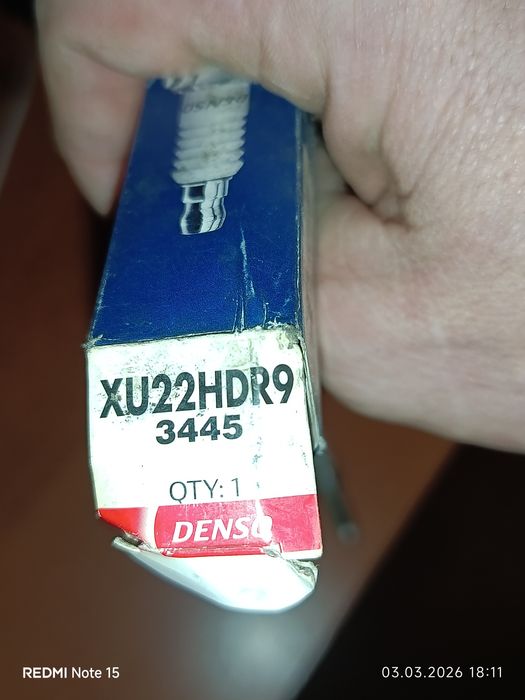 XU22HDR9
3445
QTY: 1
DENSO
REDMI Note 15
03.03.2026 18:11